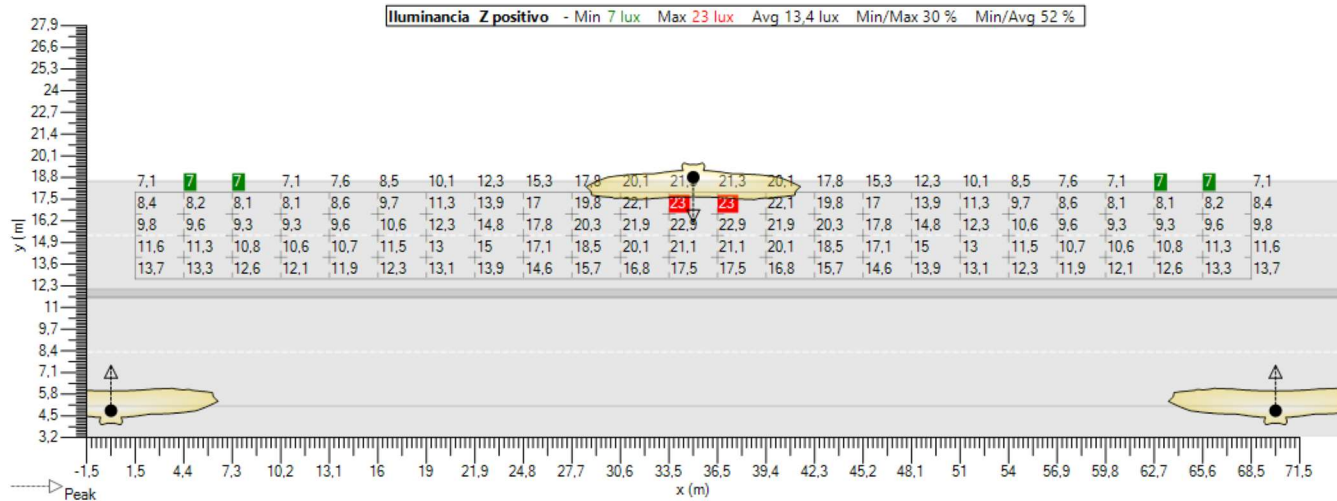 Iluminancia Z positivo - Min 7 lux Max 23 lux Avg 13,4 lux Min/Max 30 % Min/Avg 52 %
27,9
26,6
25,3
24
22,7
21,4
20,1
18,8
17,5
16,2
14,9
13,6
12,3
11
9,7
8,4
7,1
5,8
4,5
3,2
y (m)
7,1 7 7 7,1 7,6 8,5 10,1 12,3 15,3 17,8 20,1 21,3 20,1 17,8 15,3 12,3 10,1 8,5 7,6 7,1 7 7 7,1
8,4 8,2 8,1 8,1 8,6 9,7 11,3 13,9 17 19,8 22,1 23 23 22,1 19,8 17 13,9 11,3 9,7 8,6 8,1 8,1 8,2 8,4
9,8 9,6 9,3 9,3 9,6 10,6 12,3 14,8 17,8 20,3 21,9 22,9 22,9 21,9 20,3 17,8 14,8 12,3 10,6 9,6 9,3 9,3 9,6 9,8
11,6 11,3 10,8 10,6 10,7 11,5 13 15 17,1 18,5 20,1 21,1 21,1 20,1 18,5 17,1 15 13 11,5 10,7 10,6 10,8 11,3 11,6
13,7 13,3 12,6 12,1 11,9 12,3 13,1 13,9 14,6 15,7 16,8 17,5 17,5 16,8 15,7 14,6 13,9 13,1 12,3 11,9 12,1 12,6 13,3 13,7
-1,5 1,5 4,4 7,3 10,2 13,1 16 19 21,9 24,8 27,7 30,6 33,5 36,5 39,4 42,3 45,2 48,1 51 54 56,9 59,8 62,7 65,6 68,5 71,5
x (m)
Peak